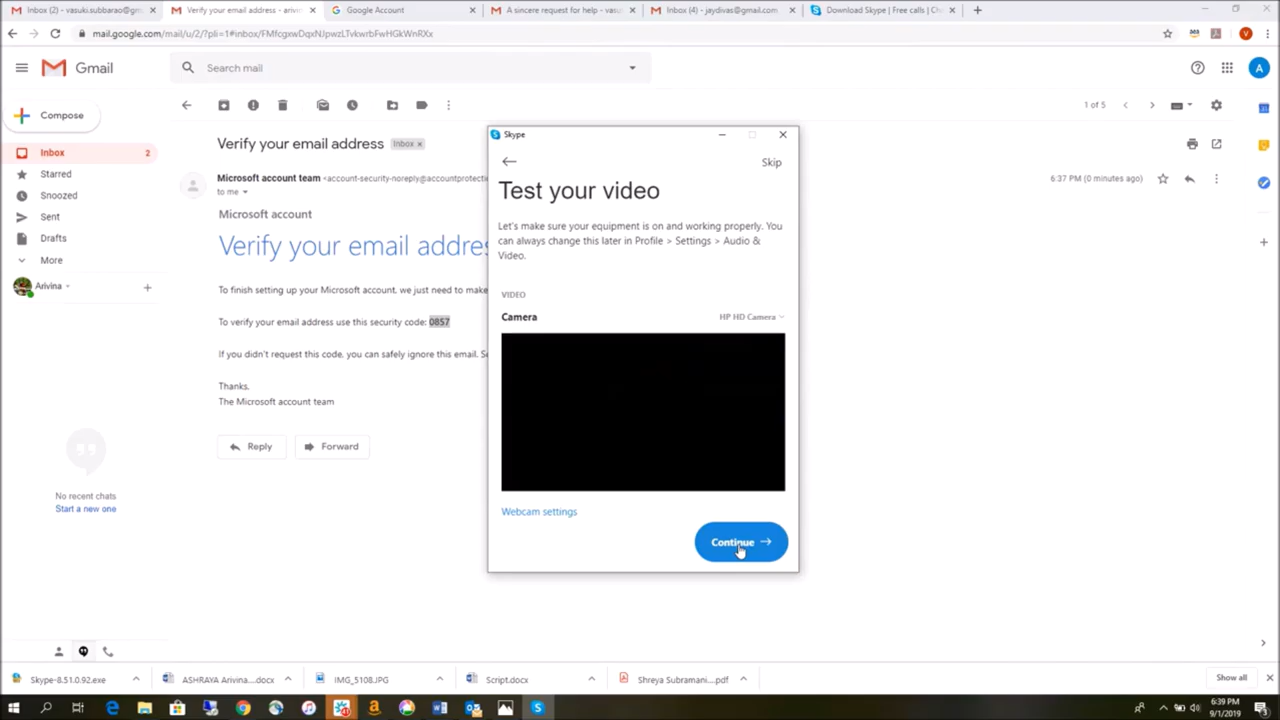 Inbox (2) - vasuki.subbarao@gm
Verify your email address - arivin
Google Account
A sincere request for help - vasu
Inbox (4) - jaydivas@gmail.com
Download Skype | Free calls | Ch
mail.google.com/mail/u/2/?pli=1#inbox/FMfcgxwDqxNJpwzLTvkwrbFwHGkWnRXx
Gmail
Search mail
A
Compose
1 of 5
Inbox 2
Starred
Snoozed
Sent
Drafts
More
Arivina
No recent chats
Start a new one
Verify your email address
Inbox x
Microsoft account team <account-security-noreply@accountprotecti
6:37 PM (0 minutes ago)
to me
Microsoft account
Verify your email addre
To finish setting up your Microsoft account, we just need to make
To verify your email address use this security code: 0857
If you didn't request this code, you can safely ignore this email. S
Thanks,
The Microsoft account team
Reply
Forward
Skype
Skip
Test your video
Let's make sure your equipment is on and working properly. You
can always change this later in Profile > Settings > Audio &
Video.
VIDEO
Camera
HP HD Camera
Webcam settings
Continue
Skype-8.51.0.92.exe
ASHRAYA Arivina....docx
IMG_5108.JPG
Script.docx
Shreya Subramani....pdf
Show all
6:39 PM
9/1/2019